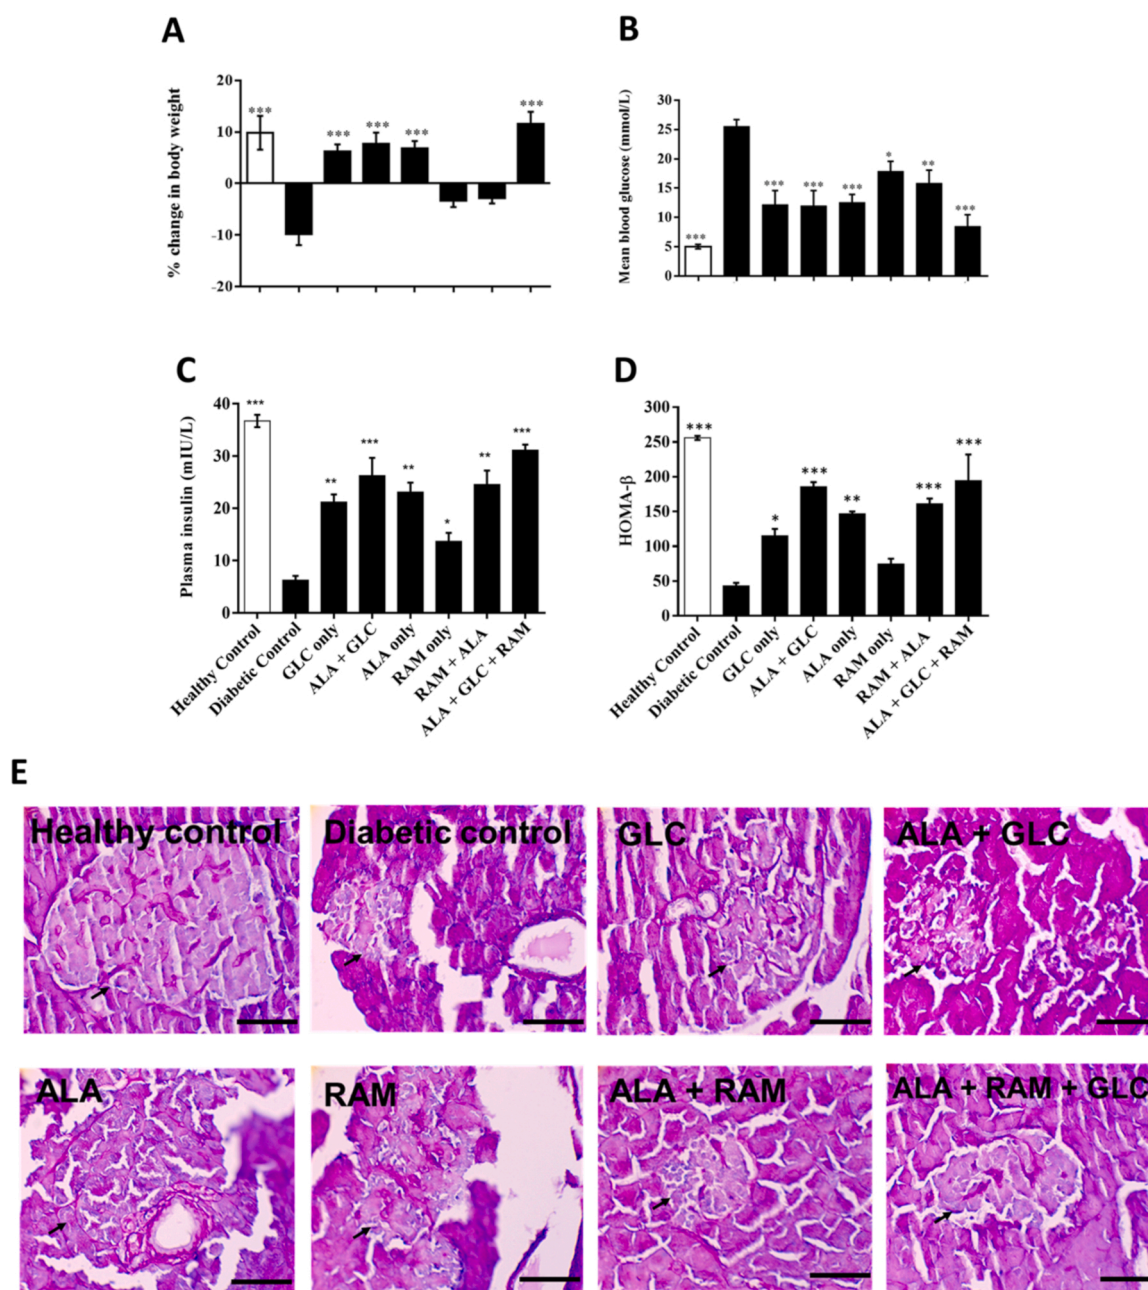 A
% change in body weight
20
10
0
-10
-20
***
***
***
***
***
B
Mean blood glucose (mmol/L)
30
25
20
15
10
5
0
***
***
***
***
*
**
***
C
Plasma insulin (mIU/L)
40
30
20
10
0
***
**
***
**
*
**
***
Healthy Control
Diabetic Control
GLC only
ALA + GLC
ALA only
RAM only
RAM + ALA
ALA + GLC + RAM
D
HOMA-β
300
250
200
150
100
50
0
***
*
***
**
***
***
Healthy Control
Diabetic Control
GLC only
ALA + GLC
ALA only
RAM only
RAM + ALA
ALA + GLC + RAM
E
Healthy control
Diabetic control
GLC
ALA + GLC
ALA
RAM
ALA + RAM
ALA + RAM + GLC